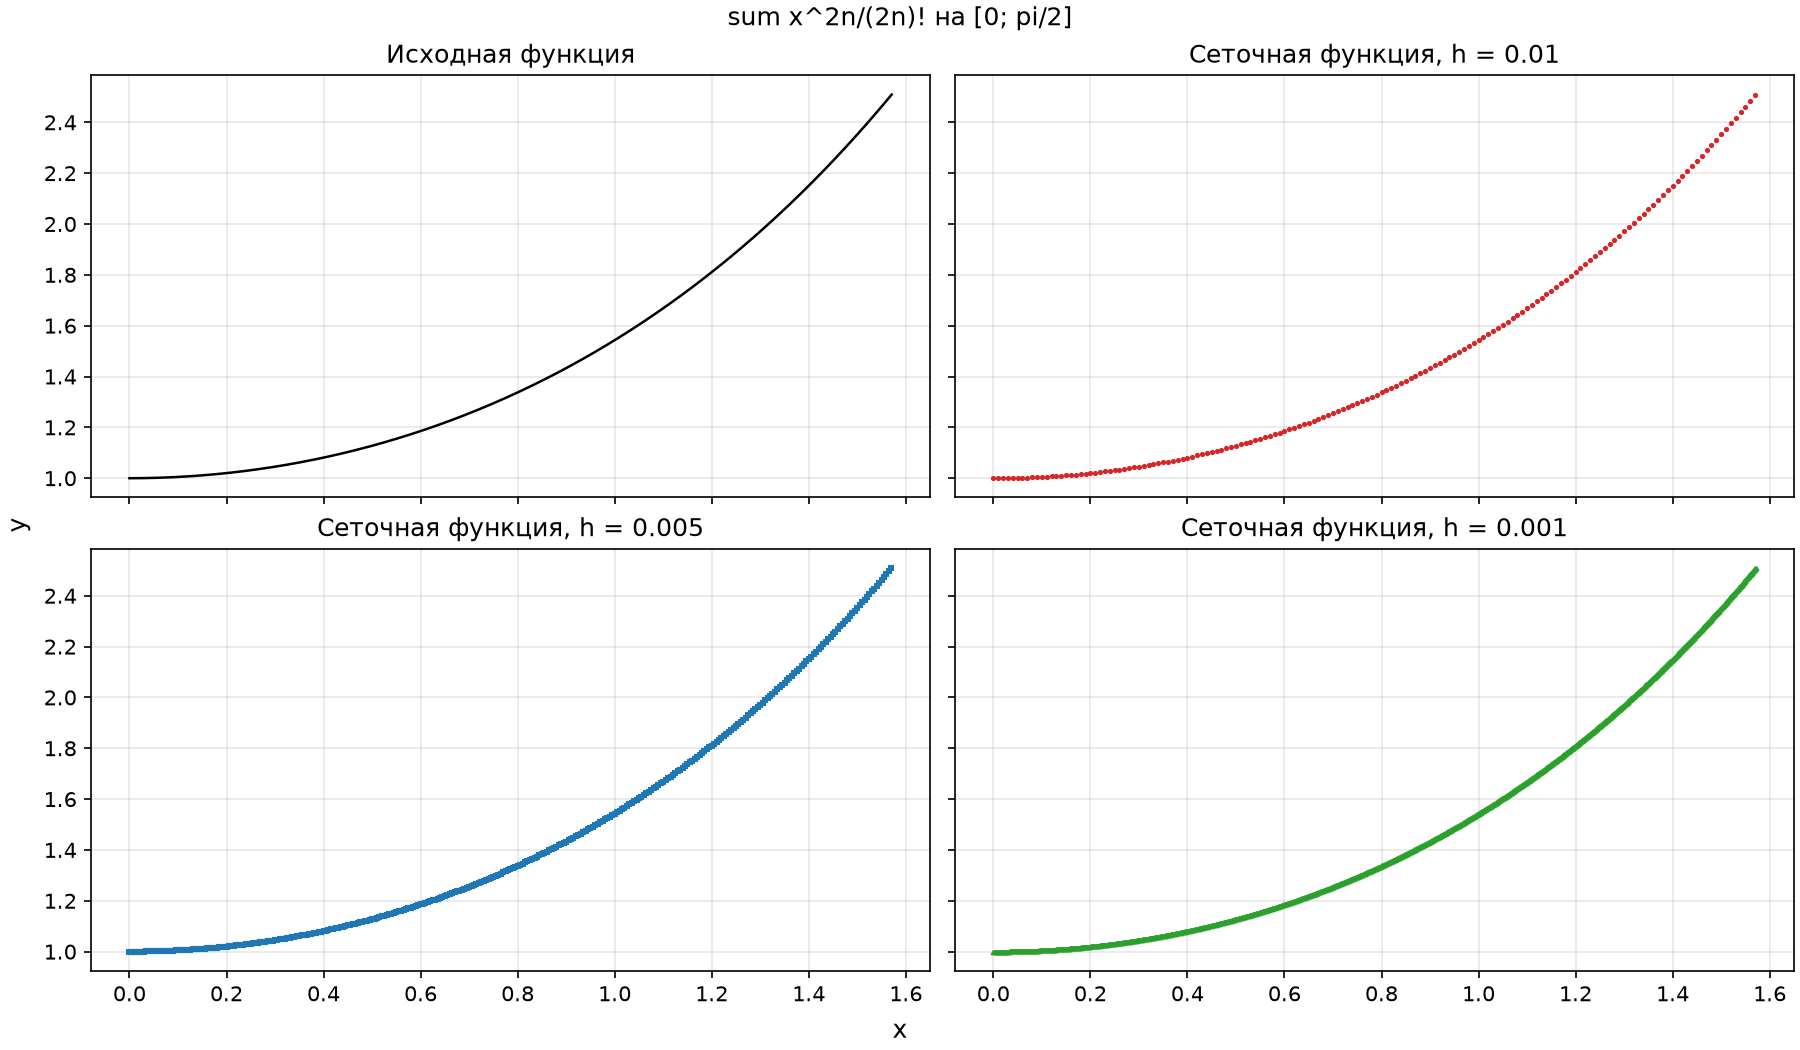 sum x^2n/(2n)! на [0; pi/2]
Исходная функция
2.4
2.2
2.0
1.8
1.6
1.4
1.2
1.0
Сеточная функция, h = 0.01
y
Сеточная функция, h = 0.005
2.4
2.2
2.0
1.8
1.6
1.4
1.2
1.0
0.0 0.2 0.4 0.6 0.8 1.0 1.2 1.4 1.6
Сеточная функция, h = 0.001
0.0 0.2 0.4 0.6 0.8 1.0 1.2 1.4 1.6
x